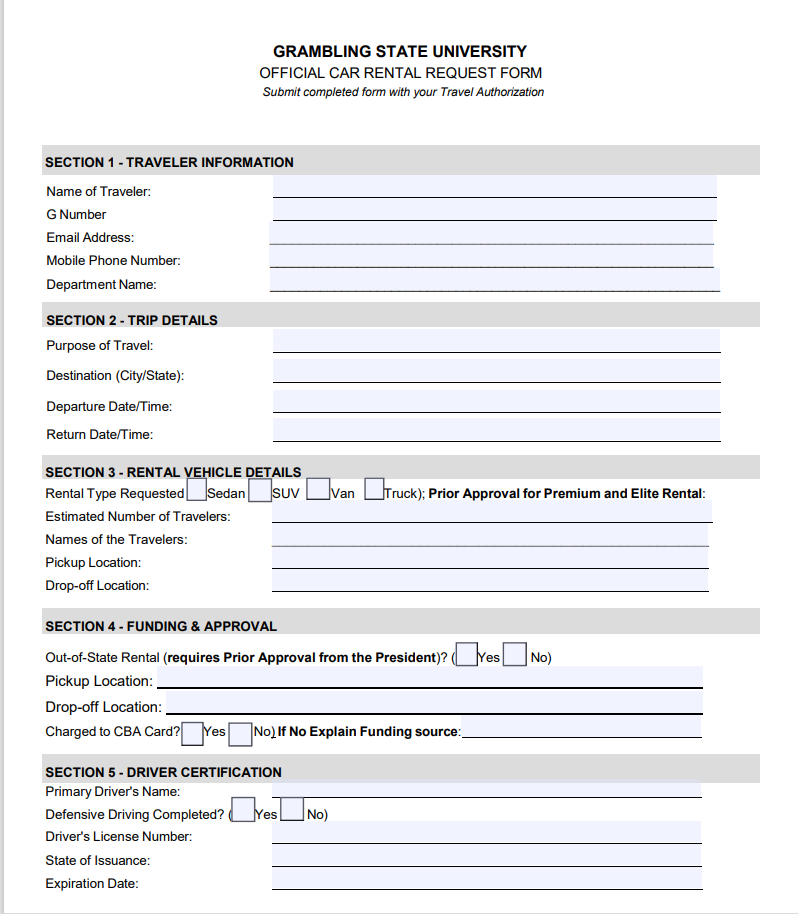 GRAMBLING STATE UNIVERSITY
OFFICIAL CAR RENTAL REQUEST FORM
Submit completed form with your Travel Authorization
SECTION 1 - TRAVELER INFORMATION
Name of Traveler:
G Number
Email Address:
Mobile Phone Number:
Department Name:
SECTION 2 - TRIP DETAILS
Purpose of Travel:
Destination (City/State):
Departure Date/Time:
Return Date/Time:
SECTION 3 - RENTAL VEHICLE DETAILS
Rental Type Requested Sedan SUV Van Truck); Prior Approval for Premium and Elite Rental:
Estimated Number of Travelers:
Names of the Travelers:
Pickup Location:
Drop-off Location:
SECTION 4 - FUNDING & APPROVAL
Out-of-State Rental (requires Prior Approval from the President)? ( Yes No)
Pickup Location:
Drop-off Location:
Charged to CBA Card? Yes No) If No Explain Funding source:
SECTION 5 - DRIVER CERTIFICATION
Primary Driver's Name:
Defensive Driving Completed? ( Yes No)
Driver's License Number:
State of Issuance:
Expiration Date: